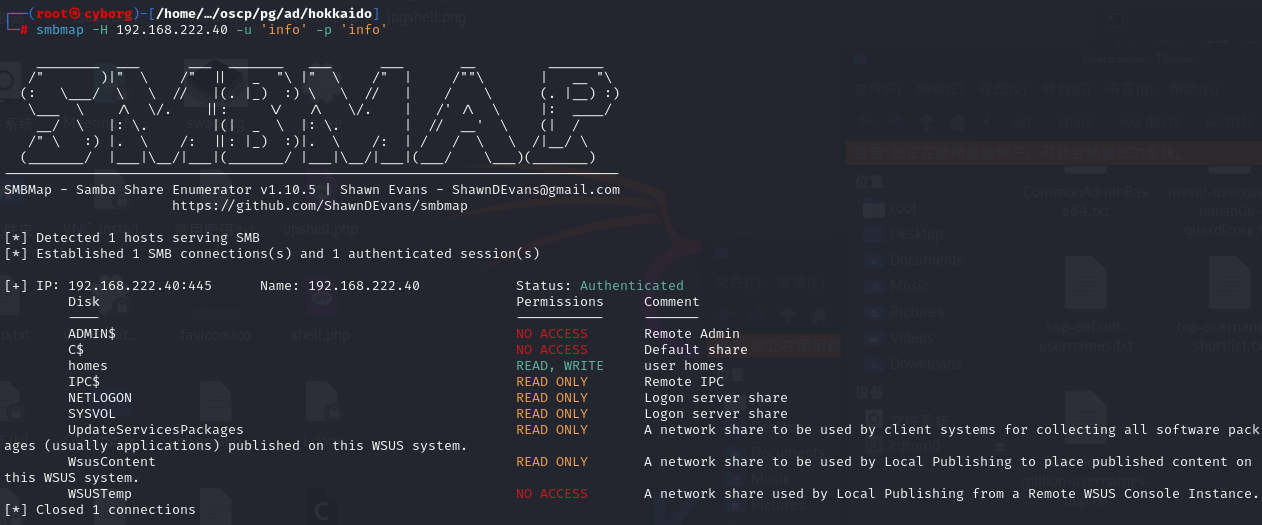 ┌──(root㉿cyborg)-[/home/…/oscp/pg/ad/hokkaido]
└─# smbmap -H 192.168.222.40 -u 'info' -p 'info'
SMBMap - Samba Share Enumerator v1.10.5 | Shawn Evans - ShawnDEvans@gmail.com
https://github.com/ShawnDEvans/smbmap
[*] Detected 1 hosts serving SMB
[*] Established 1 SMB connections(s) and 1 authenticated session(s)
[+] IP: 192.168.222.40:445 Name: 192.168.222.40 Status: Authenticated
Disk Permissions Comment
---- ----------- -------
ADMIN$ NO ACCESS Remote Admin
C$ NO ACCESS Default share
homes READ, WRITE user homes
IPC$ READ ONLY Remote IPC
NETLOGON READ ONLY Logon server share
SYSVOL READ ONLY Logon server share
UpdateServicesPackages READ ONLY A network share to be used by client systems for collecting all software pack
ages (usually applications) published on this WSUS system.
WsusContent READ ONLY A network share to be used by Local Publishing to place published content on
this WSUS system.
WSUSTemp NO ACCESS A network share used by Local Publishing from a Remote WSUS Console Instance.
[*] Closed 1 connections